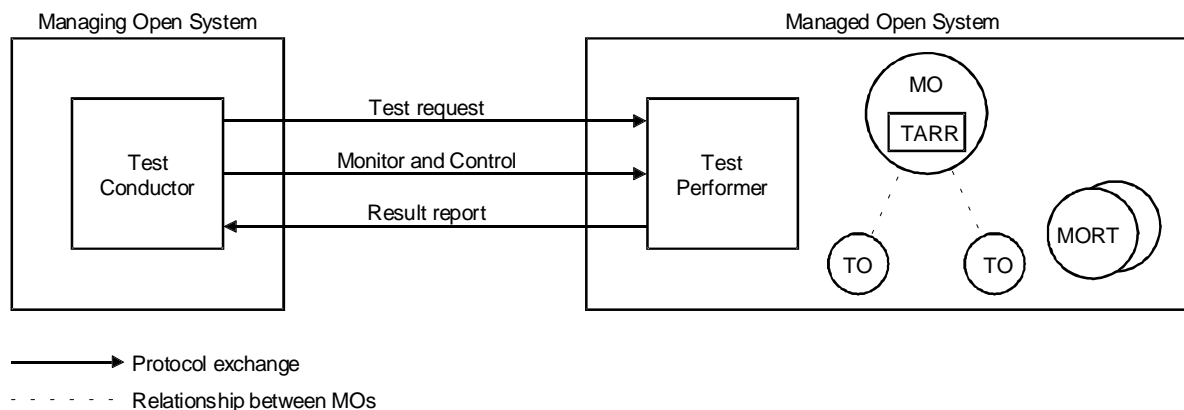 Managing Open System
Managed Open System
Test
Conductor
Test request
Monitor and Control
Result report
Test
Performer
MO
TARR
TO
TO
MORT
Protocol exchange
Relationship between MOs